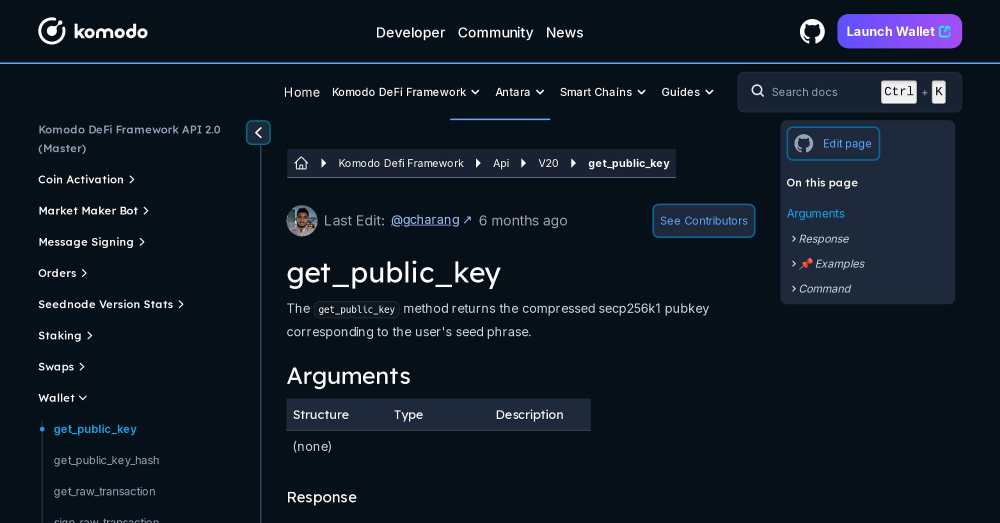 komodo
Developer Community News
Launch Wallet
Home Komodo DeFi Framework Antara Smart Chains Guides
Search docs Ctrl + K
Komodo DeFi Framework API 2.0
(Master)
Coin Activation
Market Maker Bot
Message Signing
Orders
Seednode Version Stats
Staking
Swaps
Wallet
get_public_key
get_public_key_hash
get_raw_transaction
sign_raw_transaction
Komodo Defi Framework Api V20 get_public_key
Last Edit: @gcharang ↗ 6 months ago
See Contributors
get_public_key
The get_public_key method returns the compressed secp256k1 pubkey
corresponding to the user's seed phrase.
Arguments
Structure Type Description
(none)
Response
Edit page
On this page
Arguments
Response
📌 Examples
Command